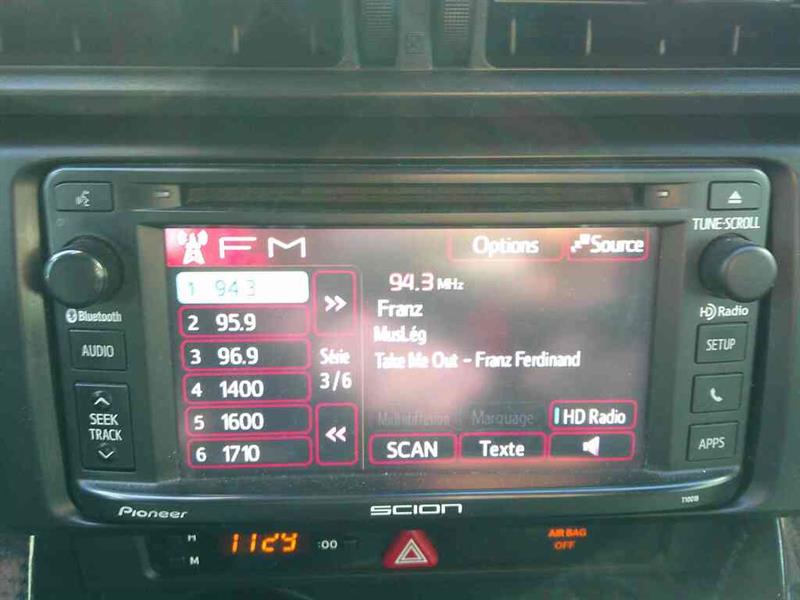 FM Options Source
TUNE•SCROLL
1 94.3 94.3 MHz
2 95.9 Franz
Bluetooth HD Radio
MusLég
AUDIO 3 96.9 Série Take Me Out - Franz Ferdinand SETUP
4 1400 3/6
SEEK TRACK
5 1600 Multidiffusion Marquage HD Radio
6 1710 SCAN Texte APPS
Pioneer SCION T10018
H 11:29 :00 AIR BAG
M OFF